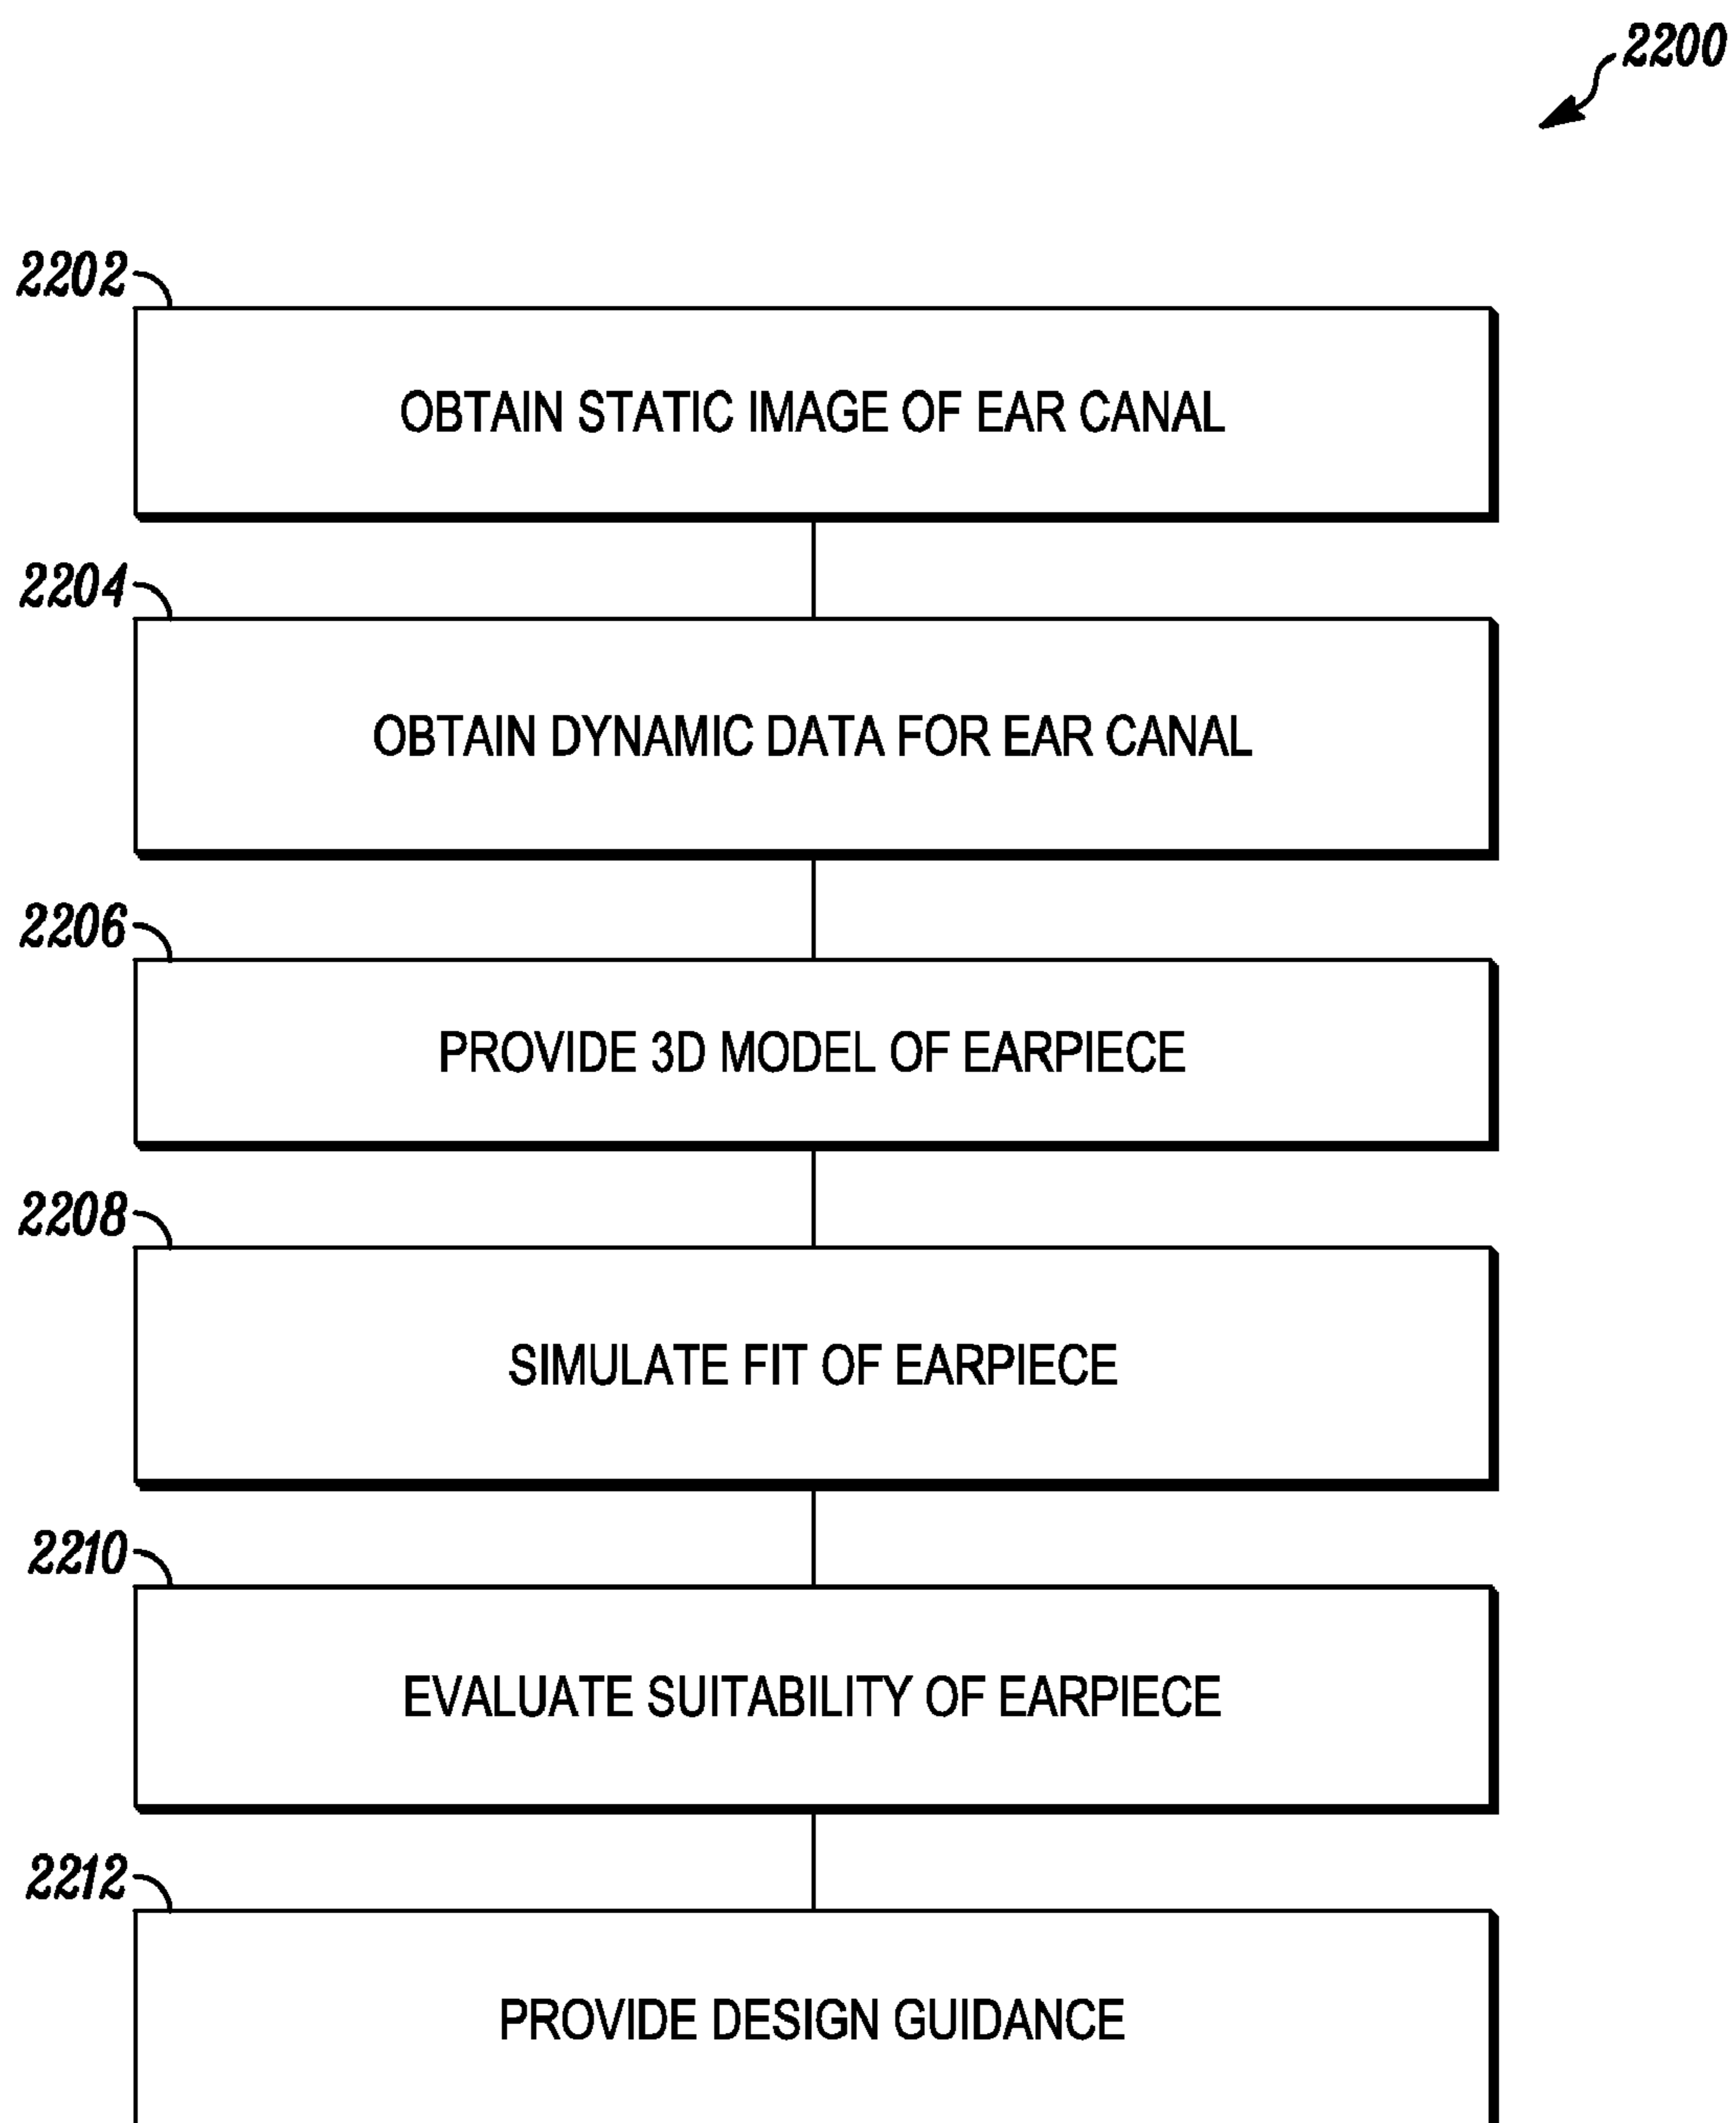 2200
2202
OBTAIN STATIC IMAGE OF EAR CANAL
2204
OBTAIN DYNAMIC DATA FOR EAR CANAL
2206
PROVIDE 3D MODEL OF EARPIECE
2208
SIMULATE FIT OF EARPIECE
2210
EVALUATE SUITABILITY OF EARPIECE
2212
PROVIDE DESIGN GUIDANCE